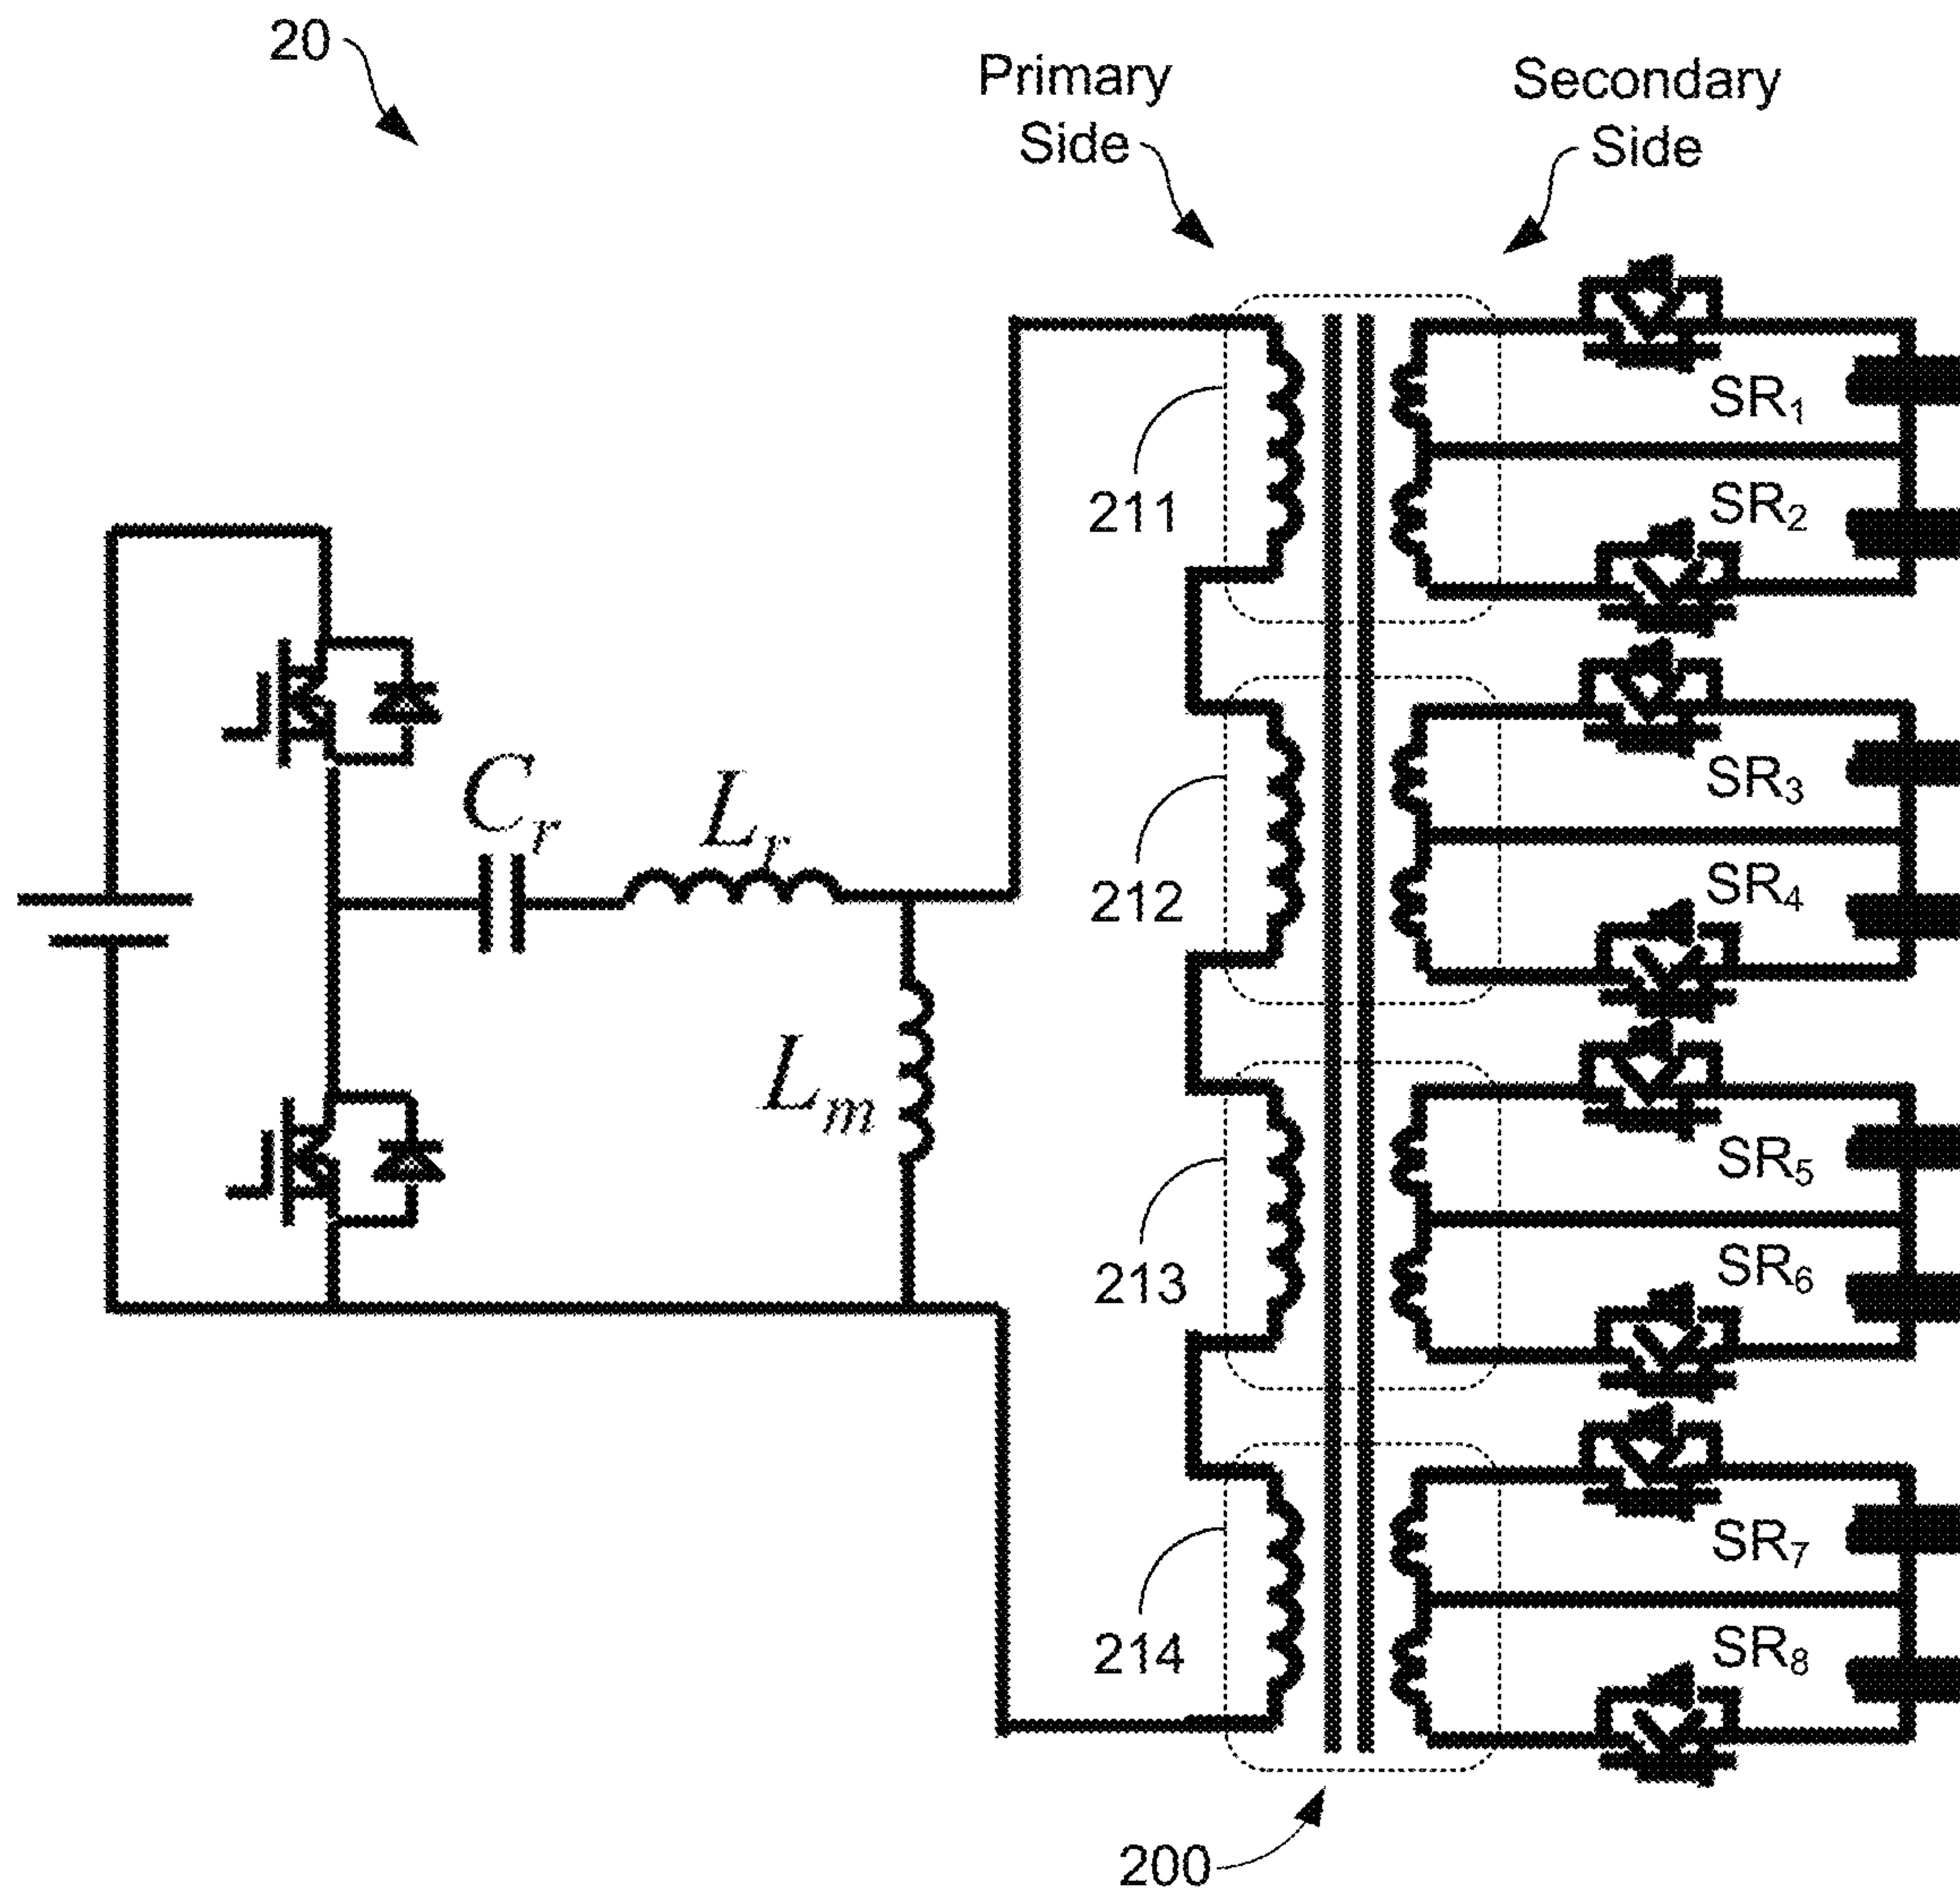 20
Primary
Side
Secondary
Side
211
SR₁
SR₂
212
SR₃
SR₄
Cᵣ
Lᵣ
Lₘ
213
SR₅
SR₆
214
SR₇
SR₈
200